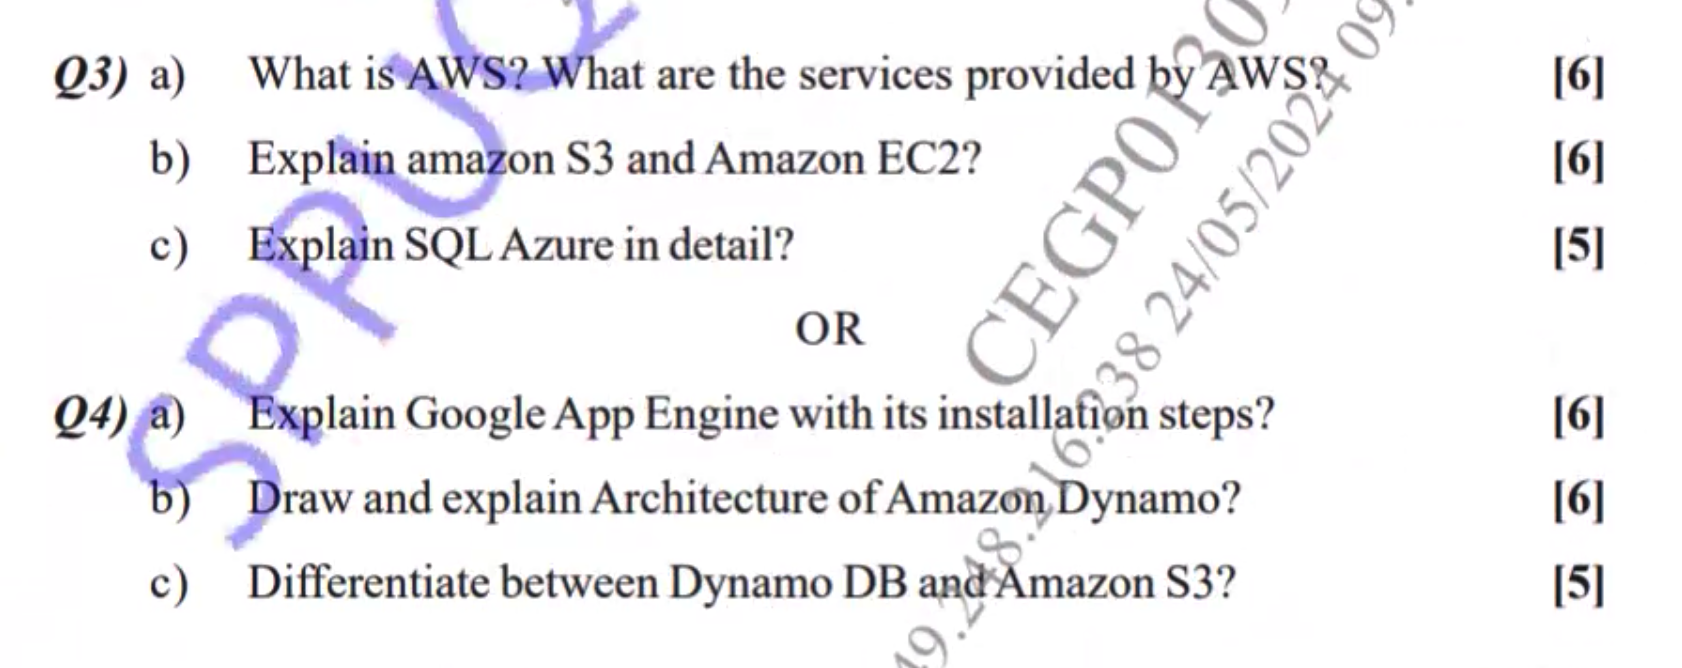 Q3) a) What is AWS? What are the services provided by AWS? [6]
b) Explain amazon S3 and Amazon EC2? [6]
c) Explain SQL Azure in detail? [5]
OR
Q4) a) Explain Google App Engine with its installation steps? [6]
b) Draw and explain Architecture of Amazon Dynamo? [6]
c) Differentiate between Dynamo DB and Amazon S3? [5]
SPPUQ
CEGP0130
49.248.216.238 24/05/2024 09.